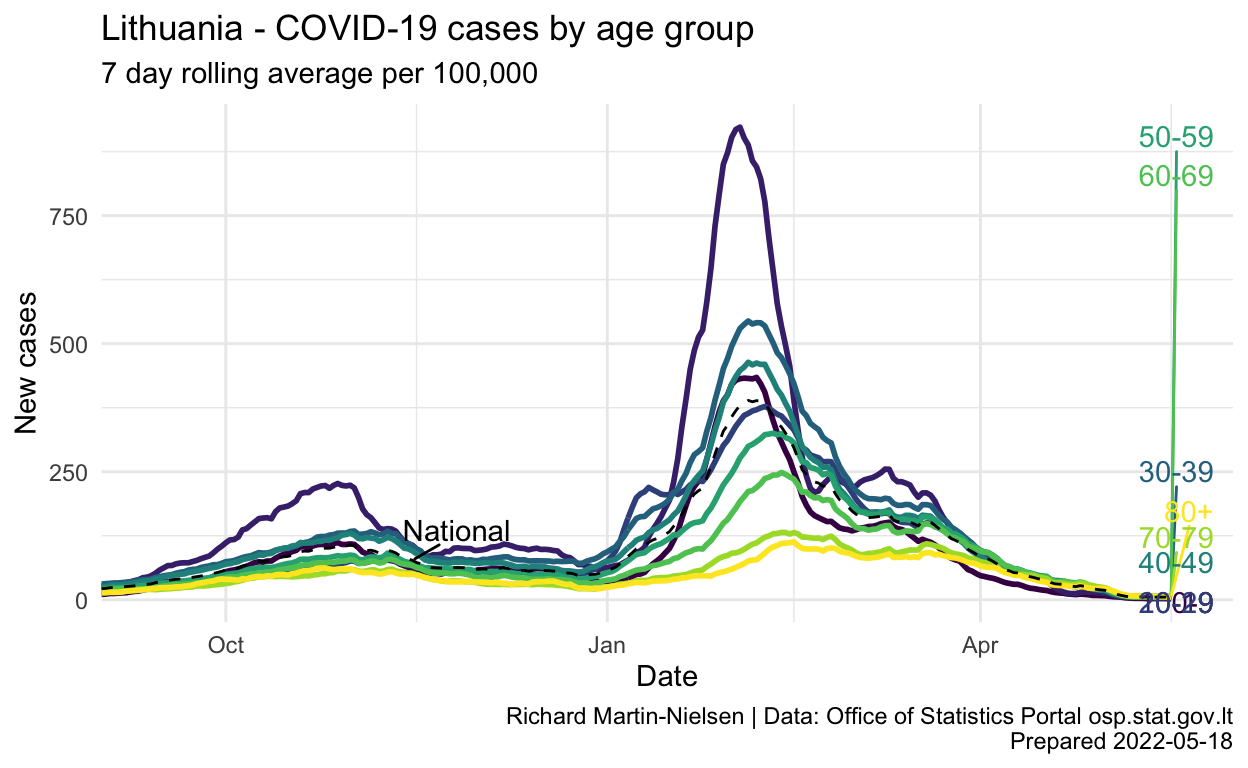 Lithuania - COVID-19 cases by age group
7 day rolling average per 100,000
New cases
750
500
250
0
50-59
60-69
30-39
80+
70-79
40-49
National
Oct
Jan
Apr
Date
Richard Martin-Nielsen | Data: Office of Statistics Portal osp.stat.gov.lt
Prepared 2022-05-18